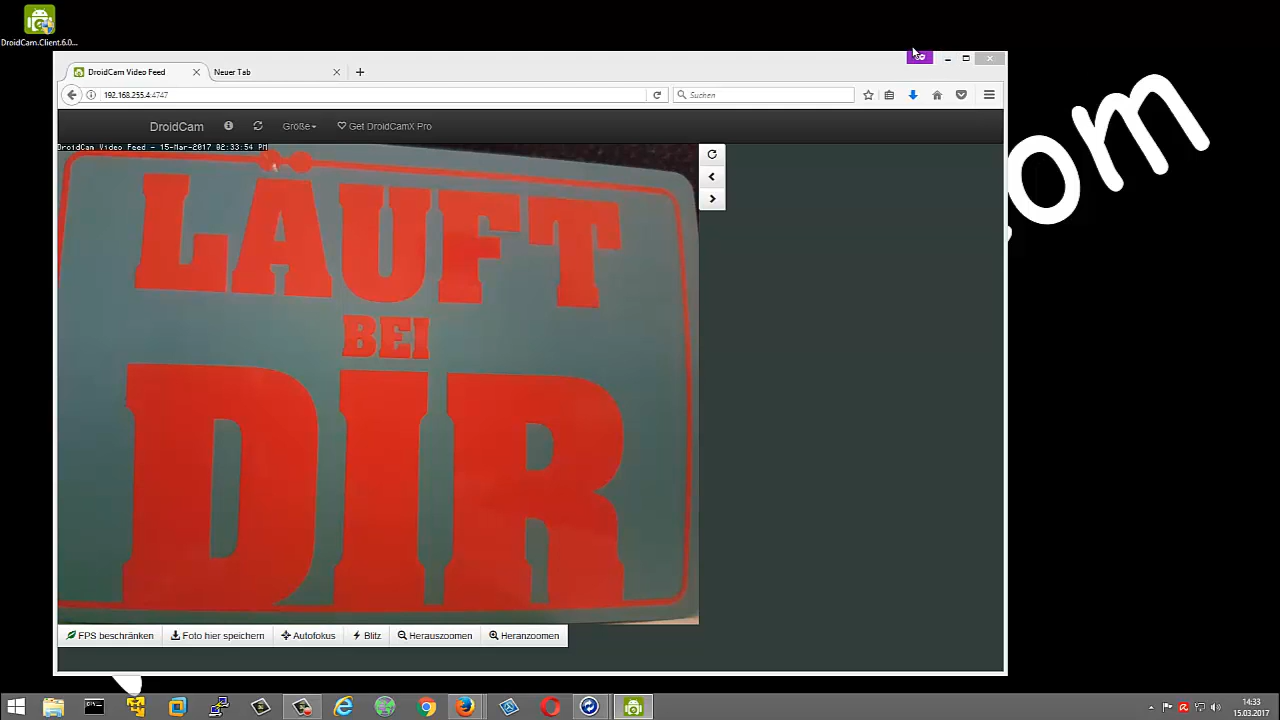 DroidCam.Client.6.0...
DroidCam Video Feed
Neuer Tab
192.168.255.4:4747
Suchen
DroidCam
Größe
Get DroidCamX Pro
DroidCam Video Feed - 15-Mar-2017 02:33:54 PM
LÄUFT
BEI
DIR
FPS beschränken
Foto hier speichern
Autofokus
Blitz
Herauszoomen
Heranzoomen
.com
14:33
15.03.2017